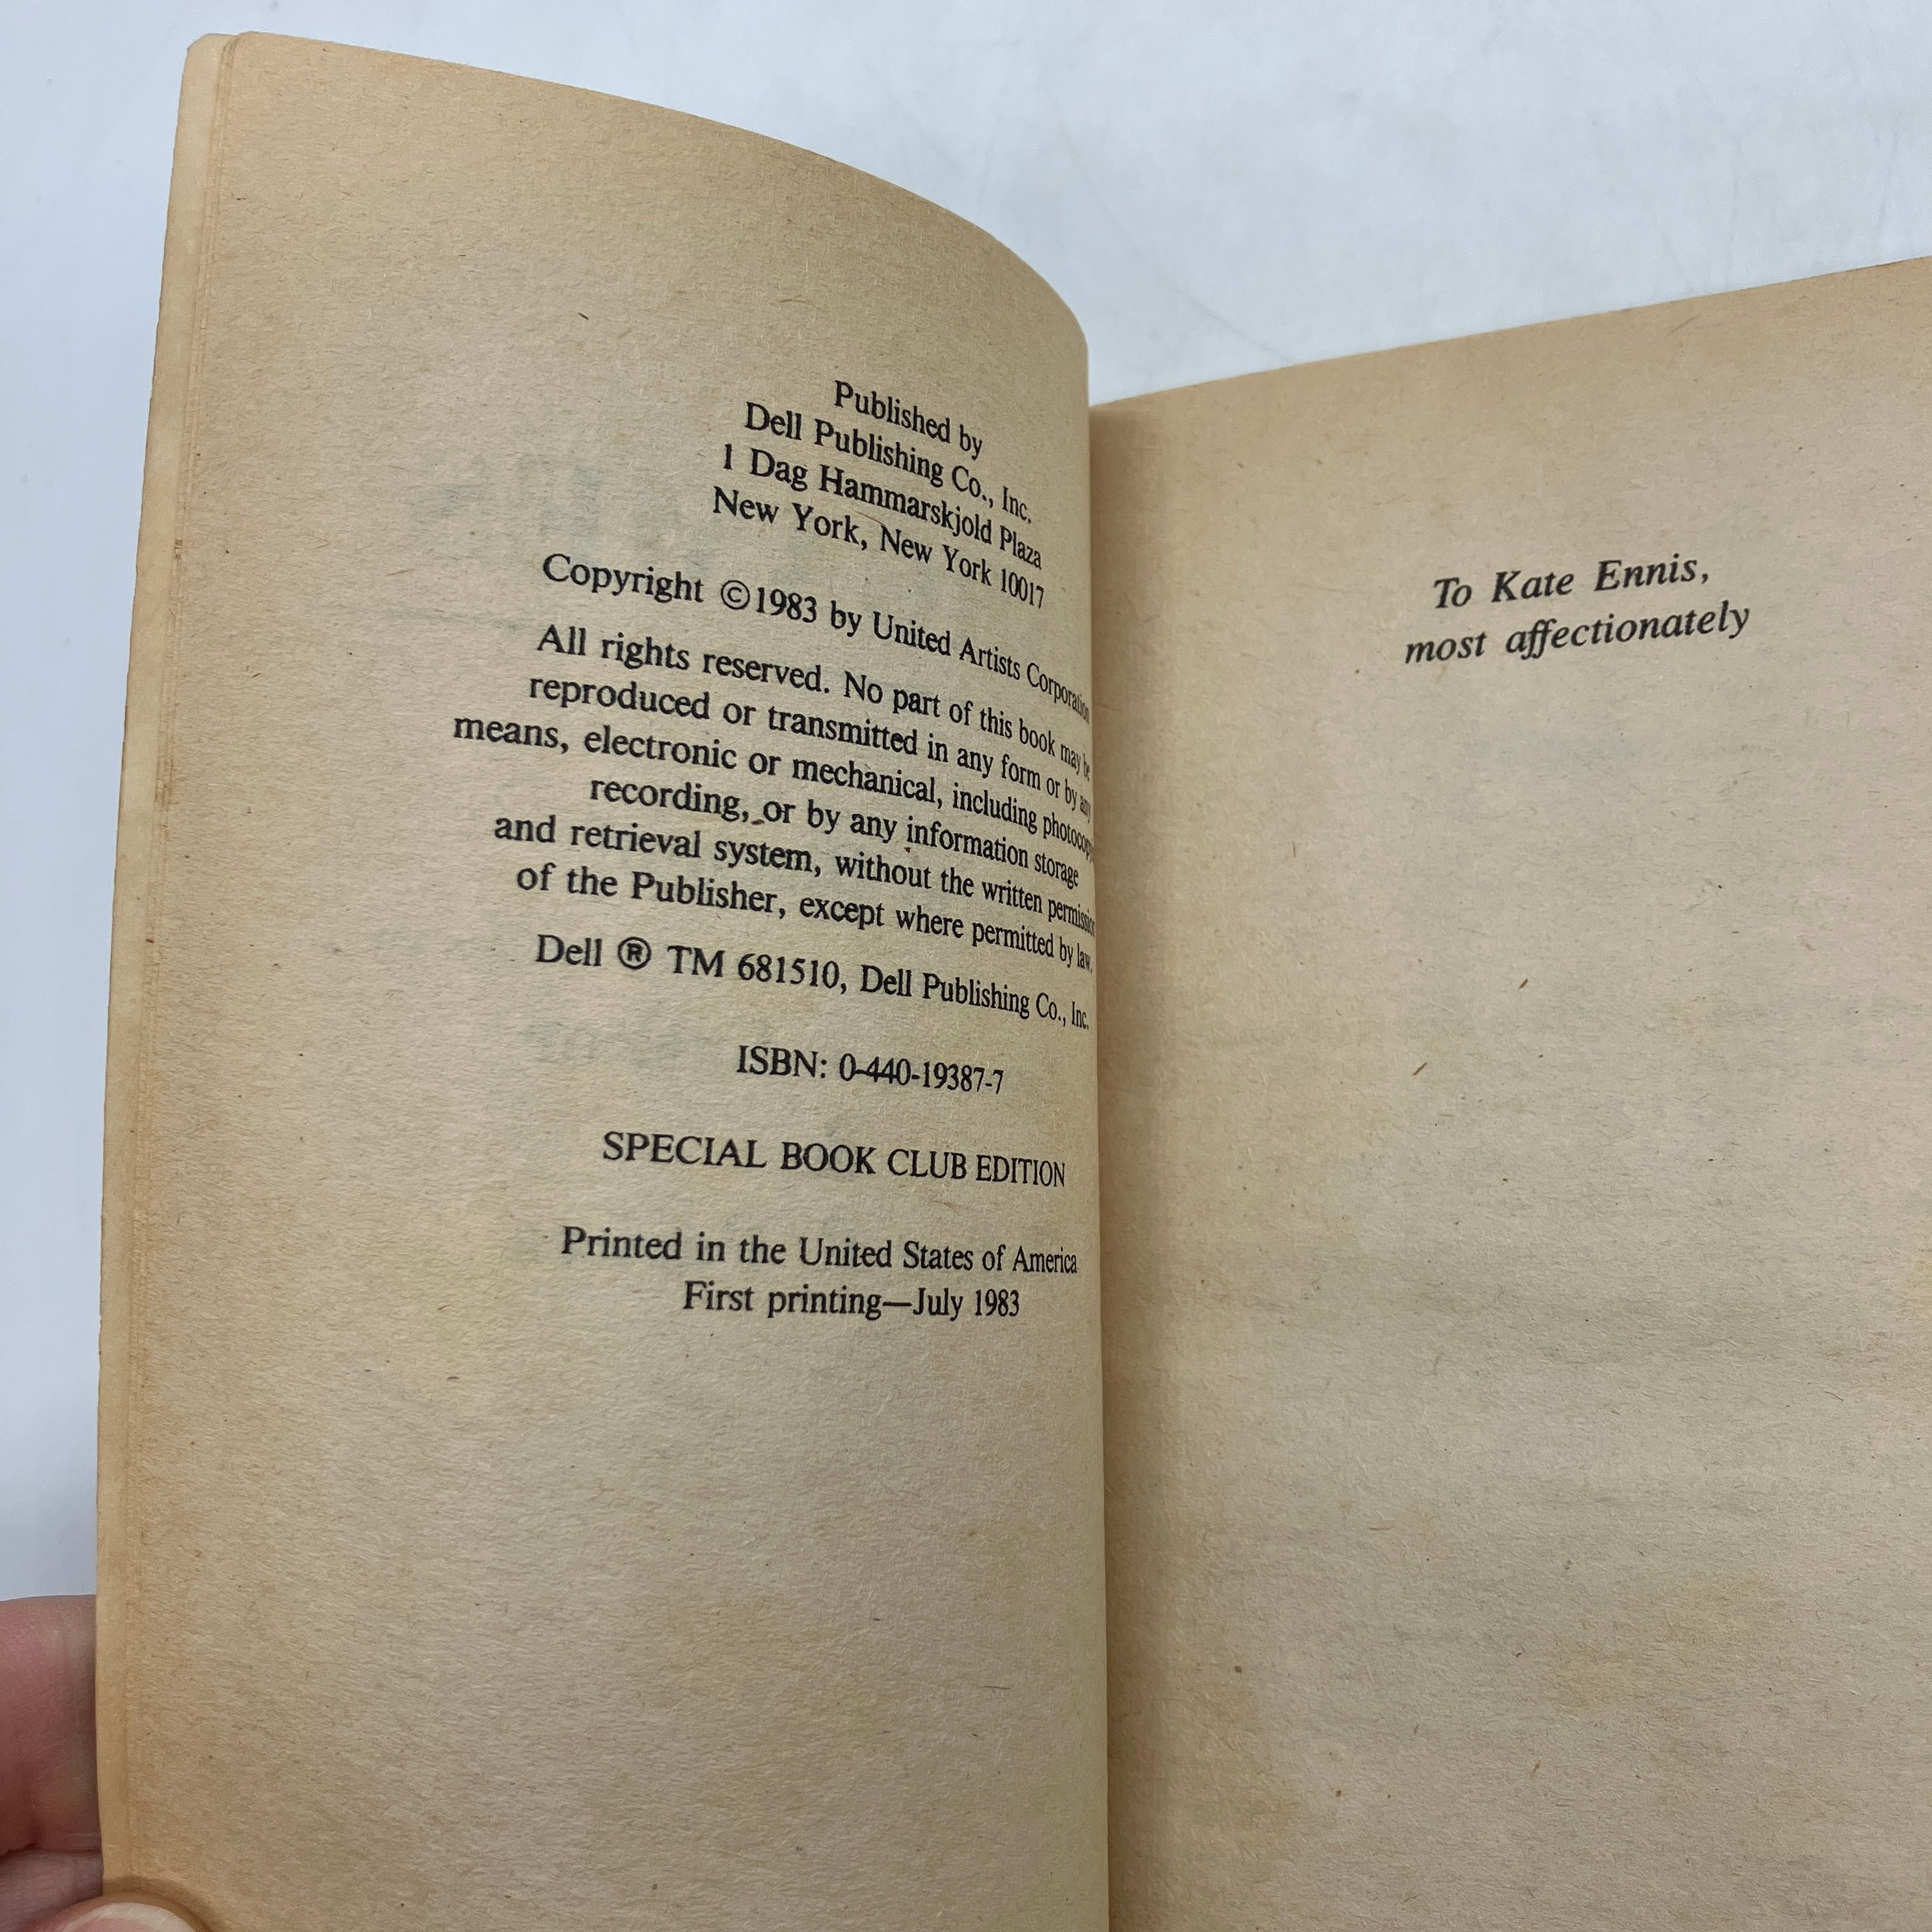 Published by
Dell Publishing Co., Inc.
1 Dag Hammarskjold Plaza
New York, New York 10017
Copyright ©1983 by United Artists Corporation
All rights reserved. No part of this book may be
reproduced or transmitted in any form or by any
means, electronic or mechanical, including photocopy,
recording, or by any information storage
and retrieval system, without the written permission
of the Publisher, except where permitted by law.
Dell ® TM 681510, Dell Publishing Co., Inc.
ISBN: 0-440-19387-7
SPECIAL BOOK CLUB EDITION
Printed in the United States of America
First printing—July 1983
To Kate Ennis,
most affectionately